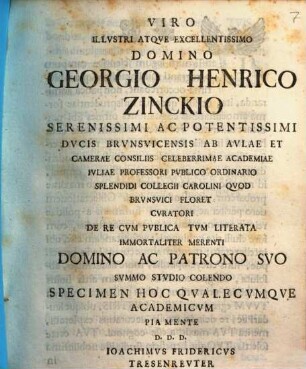 7
VIRO
ILLVSTRI ATQVE EXCELLENTISSIMO
DOMINO
GEORGIO HENRICO
ZINCKIO
SERENISSIMI AC POTENTISSIMI
DVCIS BRVNSVICENSIS AB AVLAE ET
CAMERAE CONSILIIS CELEBERRIMAE ACADEMIAE
IVLIAE PROFESSORI PVBLICO ORDINARIO
SPLENDIDI COLLEGII CAROLINI QVOD
BRVNSVICI FLORET
CVRATORI
DE RE CVM PVBLICA TVM LITERATA
IMMORTALITER MERENTI
DOMINO AC PATRONO SVO
SVMMO STVDIO COLENDO
SPECIMEN HOC QVALECVMQVE
ACADEMICVM
PIA MENTE
D. D. D.
IOACHIMVS FRIDERICVS
TRESENREVTER